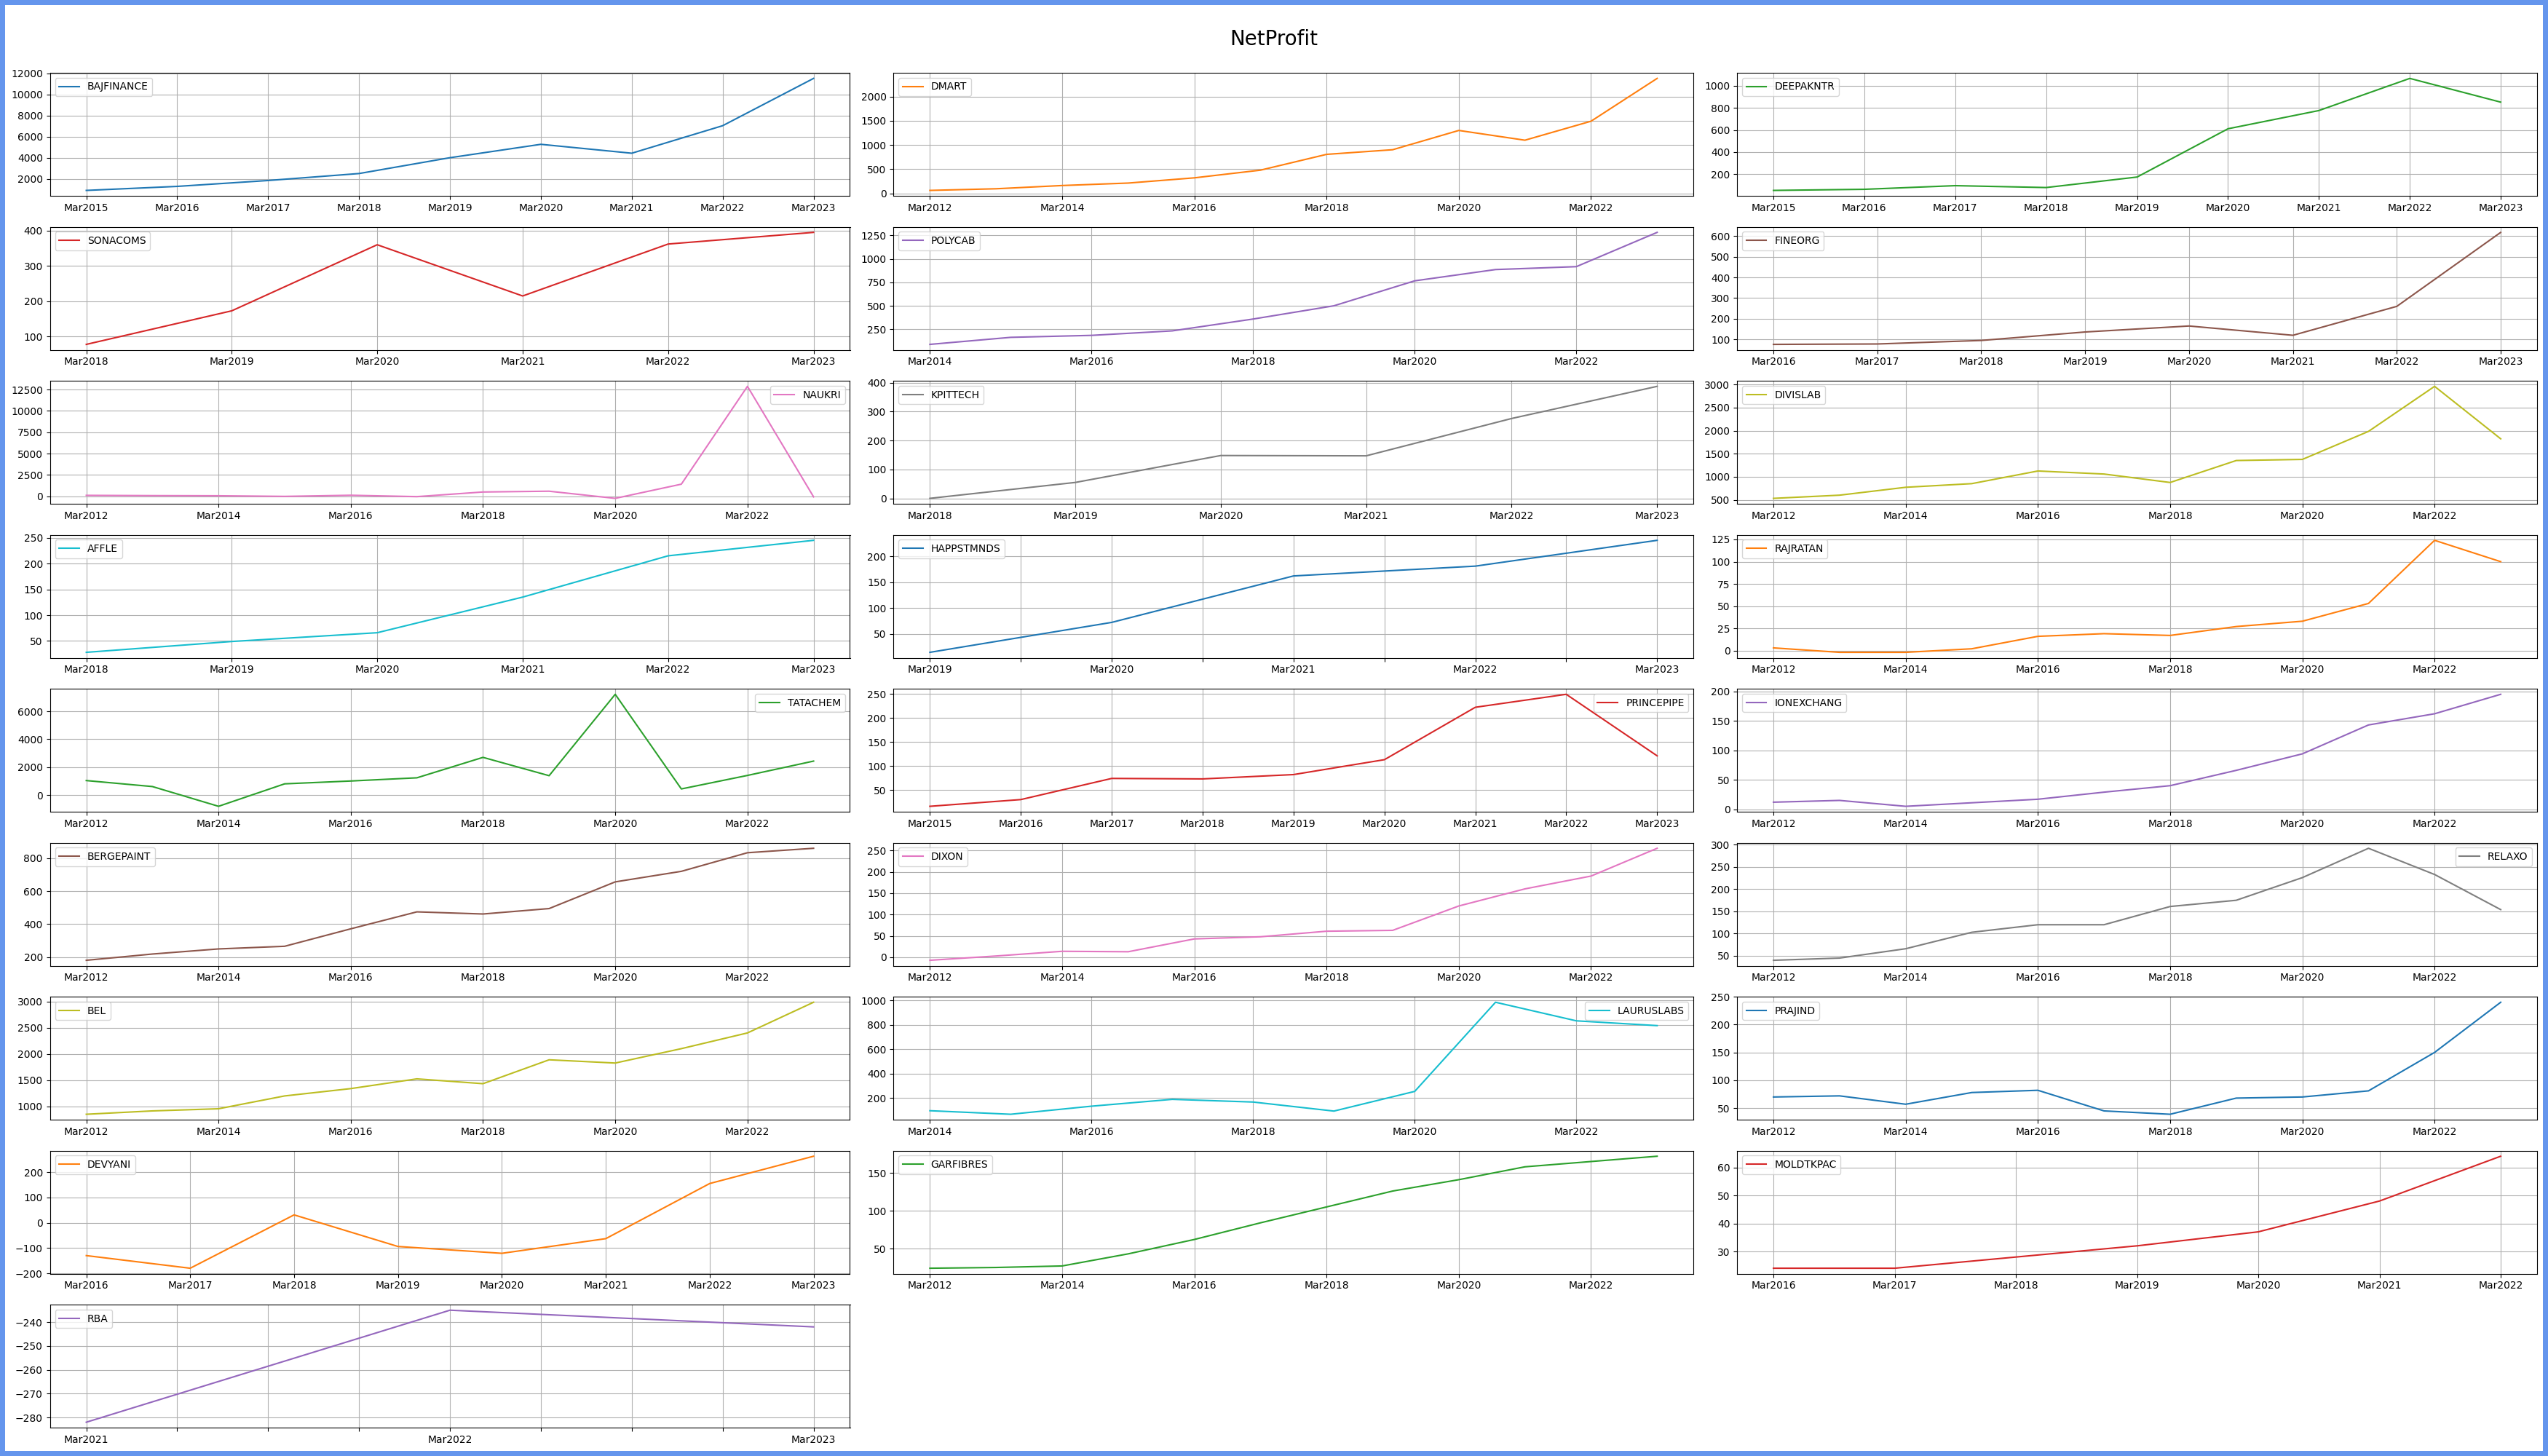 NetProfit
BAJFINANCE
12000
10000
8000
6000
4000
2000
Mar2015 Mar2016 Mar2017 Mar2018 Mar2019 Mar2020 Mar2021 Mar2022 Mar2023
DMART
2000
1500
1000
500
0
Mar2012 Mar2014 Mar2016 Mar2018 Mar2020 Mar2022
DEEPAKNTR
1000
800
600
400
200
Mar2015 Mar2016 Mar2017 Mar2018 Mar2019 Mar2020 Mar2021 Mar2022 Mar2023
SONACOMS
400
300
200
100
Mar2018 Mar2019 Mar2020 Mar2021 Mar2022 Mar2023
POLYCAB
1250
1000
750
500
250
Mar2014 Mar2016 Mar2018 Mar2020 Mar2022
FINEORG
600
500
400
300
200
100
Mar2016 Mar2017 Mar2018 Mar2019 Mar2020 Mar2021 Mar2022 Mar2023
NAUKRI
12500
10000
7500
5000
2500
0
Mar2012 Mar2014 Mar2016 Mar2018 Mar2020 Mar2022
KPITTECH
400
300
200
100
0
Mar2018 Mar2019 Mar2020 Mar2021 Mar2022 Mar2023
DIVISLAB
3000
2500
2000
1500
1000
500
Mar2012 Mar2014 Mar2016 Mar2018 Mar2020 Mar2022
AFFLE
250
200
150
100
50
Mar2018 Mar2019 Mar2020 Mar2021 Mar2022 Mar2023
HAPPSTMNDS
200
150
100
50
Mar2019 Mar2020 Mar2021 Mar2022 Mar2023
RAJRATAN
125
100
75
50
25
0
Mar2012 Mar2014 Mar2016 Mar2018 Mar2020 Mar2022
TATACHEM
6000
4000
2000
0
Mar2012 Mar2014 Mar2016 Mar2018 Mar2020 Mar2022
PRINCEPIPE
250
200
150
100
50
Mar2015 Mar2016 Mar2017 Mar2018 Mar2019 Mar2020 Mar2021 Mar2022 Mar2023
IONEXCHANG
200
150
100
50
0
Mar2012 Mar2014 Mar2016 Mar2018 Mar2020 Mar2022
BERGEPAINT
800
600
400
200
Mar2012 Mar2014 Mar2016 Mar2018 Mar2020 Mar2022
DIXON
250
200
150
100
50
0
Mar2012 Mar2014 Mar2016 Mar2018 Mar2020 Mar2022
RELAXO
300
250
200
150
100
50
Mar2012 Mar2014 Mar2016 Mar2018 Mar2020 Mar2022
BEL
3000
2500
2000
1500
1000
Mar2012 Mar2014 Mar2016 Mar2018 Mar2020 Mar2022
LAURUSLABS
1000
800
600
400
200
Mar2014 Mar2016 Mar2018 Mar2020 Mar2022
PRAJIND
250
200
150
100
50
Mar2012 Mar2014 Mar2016 Mar2018 Mar2020 Mar2022
DEVYANI
200
100
0
−100
−200
Mar2016 Mar2017 Mar2018 Mar2019 Mar2020 Mar2021 Mar2022 Mar2023
GARFIBRES
150
100
50
Mar2012 Mar2014 Mar2016 Mar2018 Mar2020 Mar2022
MOLDTKPAC
60
50
40
30
Mar2016 Mar2017 Mar2018 Mar2019 Mar2020 Mar2021 Mar2022
RBA
−240
−250
−260
−270
−280
Mar2021 Mar2022 Mar2023